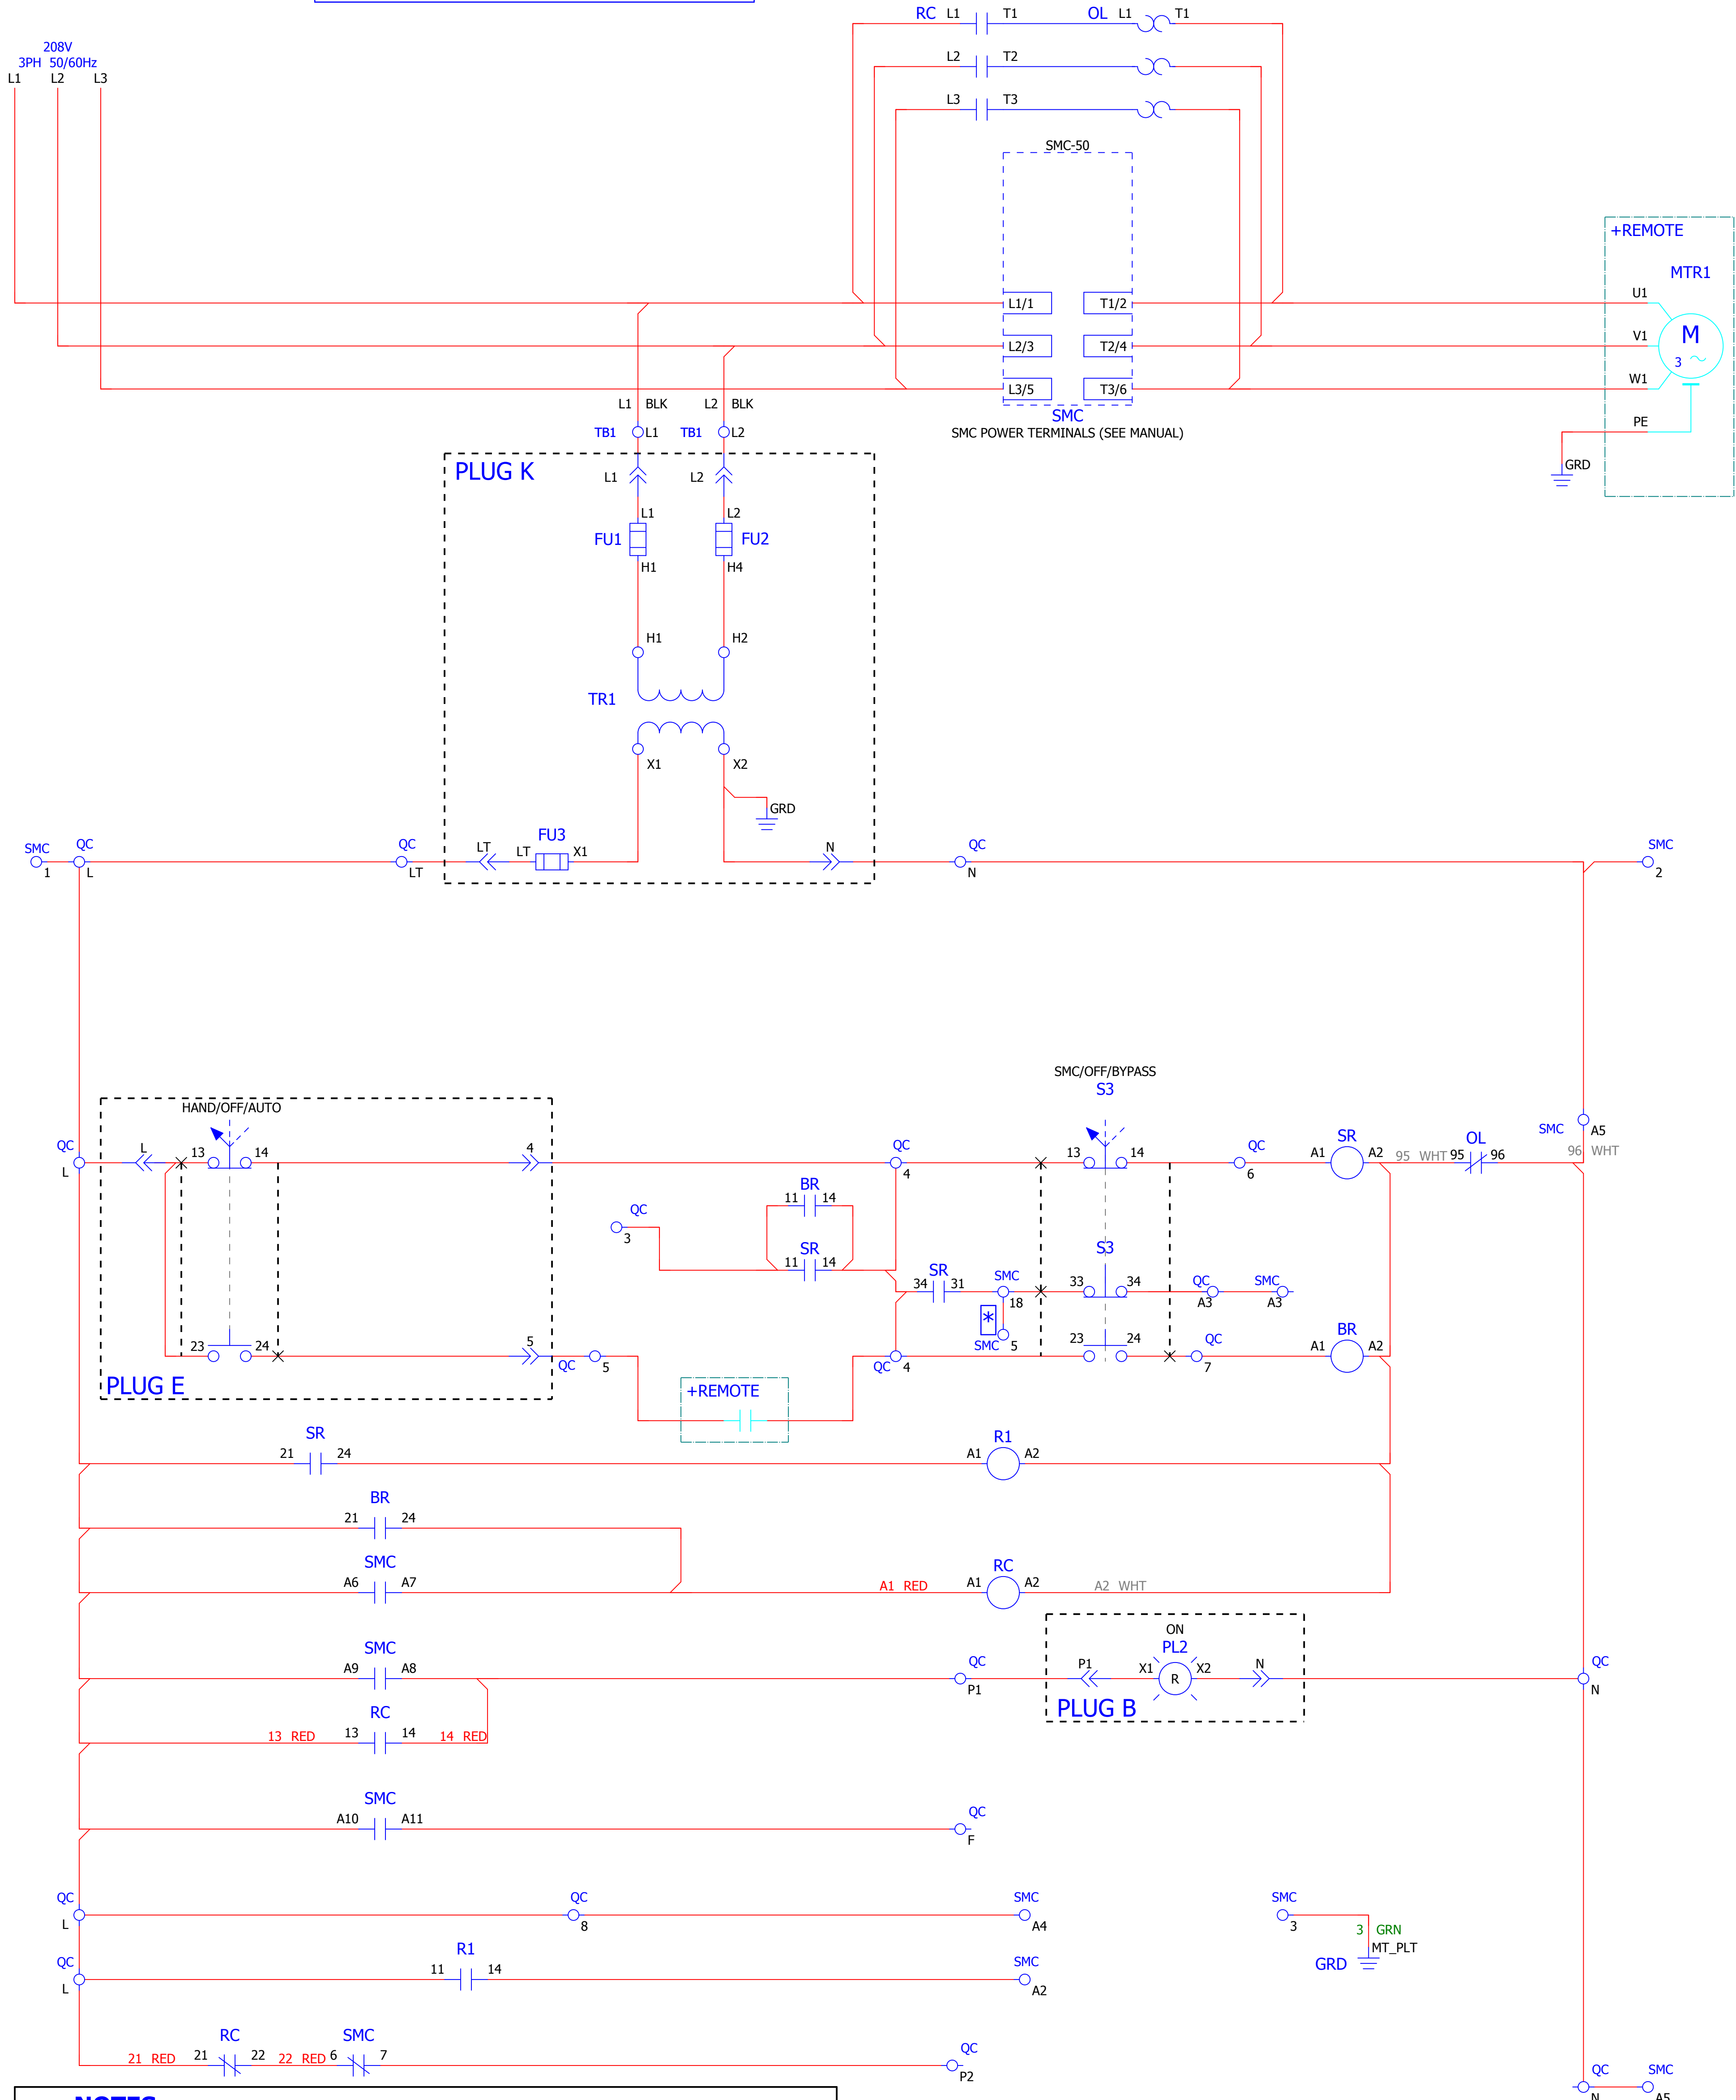 RC L1 T1 OL L1 T1
208V
3PH 50/60Hz
L1 L2 L3
L2 T2
L3 T3
SMC-50
+REMOTE
MTR1
L1/1 T1/2 U1
L2/3 T2/4 V1
M
3
L3/5 T3/6 W1
L1 BLK L2 BLK
SMC
SMC POWER TERMINALS (SEE MANUAL)
PE
GRD
TB1 L1 TB1 L2
PLUG K
L1 L2
L1 L2
FU1 FU2
H1 H4
H1 H2
TR1
X1 X2
GRD
SMC QC QC LT LT FU3 X1 N QC SMC
1 L LT N 2
SMC/OFF/BYPASS
S3
HAND/OFF/AUTO
SMC A5
QC L 13 14 4 QC 13 14 QC SR OL
A1 A2 95 WHT 95 96 96 WHT
L 4 6
BR
11 14
QC
3
SR
11 14
S3
SR
34 31 SMC 33 34 QC SMC
18 A3 A3
*
SMC 5
23 24 5 23 24 QC BR
A1 A2
QC 5 QC 4 7
PLUG E
+REMOTE
SR R1
21 24 A1 A2
BR
21 24
SMC RC
A6 A7 A1 RED A1 A2 A2 WHT
ON
SMC PL2
A9 A8 QC P1 X1 X2 N QC
P1 R N
PLUG B
RC
13 RED 13 14 14 RED
SMC
A10 A11 QC
F
QC QC SMC SMC
L 8 A4 3
3 GRN
MT_PLT
GRD
QC R1 SMC
11 14
L A2
RC SMC
21 RED 21 22 22 RED 6 7 QC
P2
QC SMC
N A5
NOTES